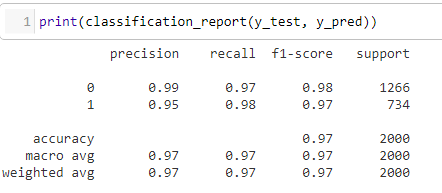 1 print(classification_report(y_test, y_pred))
precision recall f1-score support
0 0.99 0.97 0.98 1266
1 0.95 0.98 0.97 734
accuracy 0.97 2000
macro avg 0.97 0.97 0.97 2000
weighted avg 0.97 0.97 0.97 2000